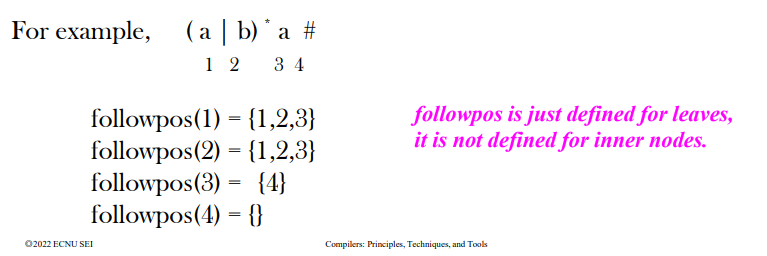 For example, ( a | b) * a #
1 2 3 4
followpos(1) = {1,2,3}
followpos(2) = {1,2,3}
followpos(3) = {4}
followpos(4) = {}
followpos is just defined for leaves,
it is not defined for inner nodes.
©2022 ECNU SEI
Compilers: Principles, Techniques, and Tools